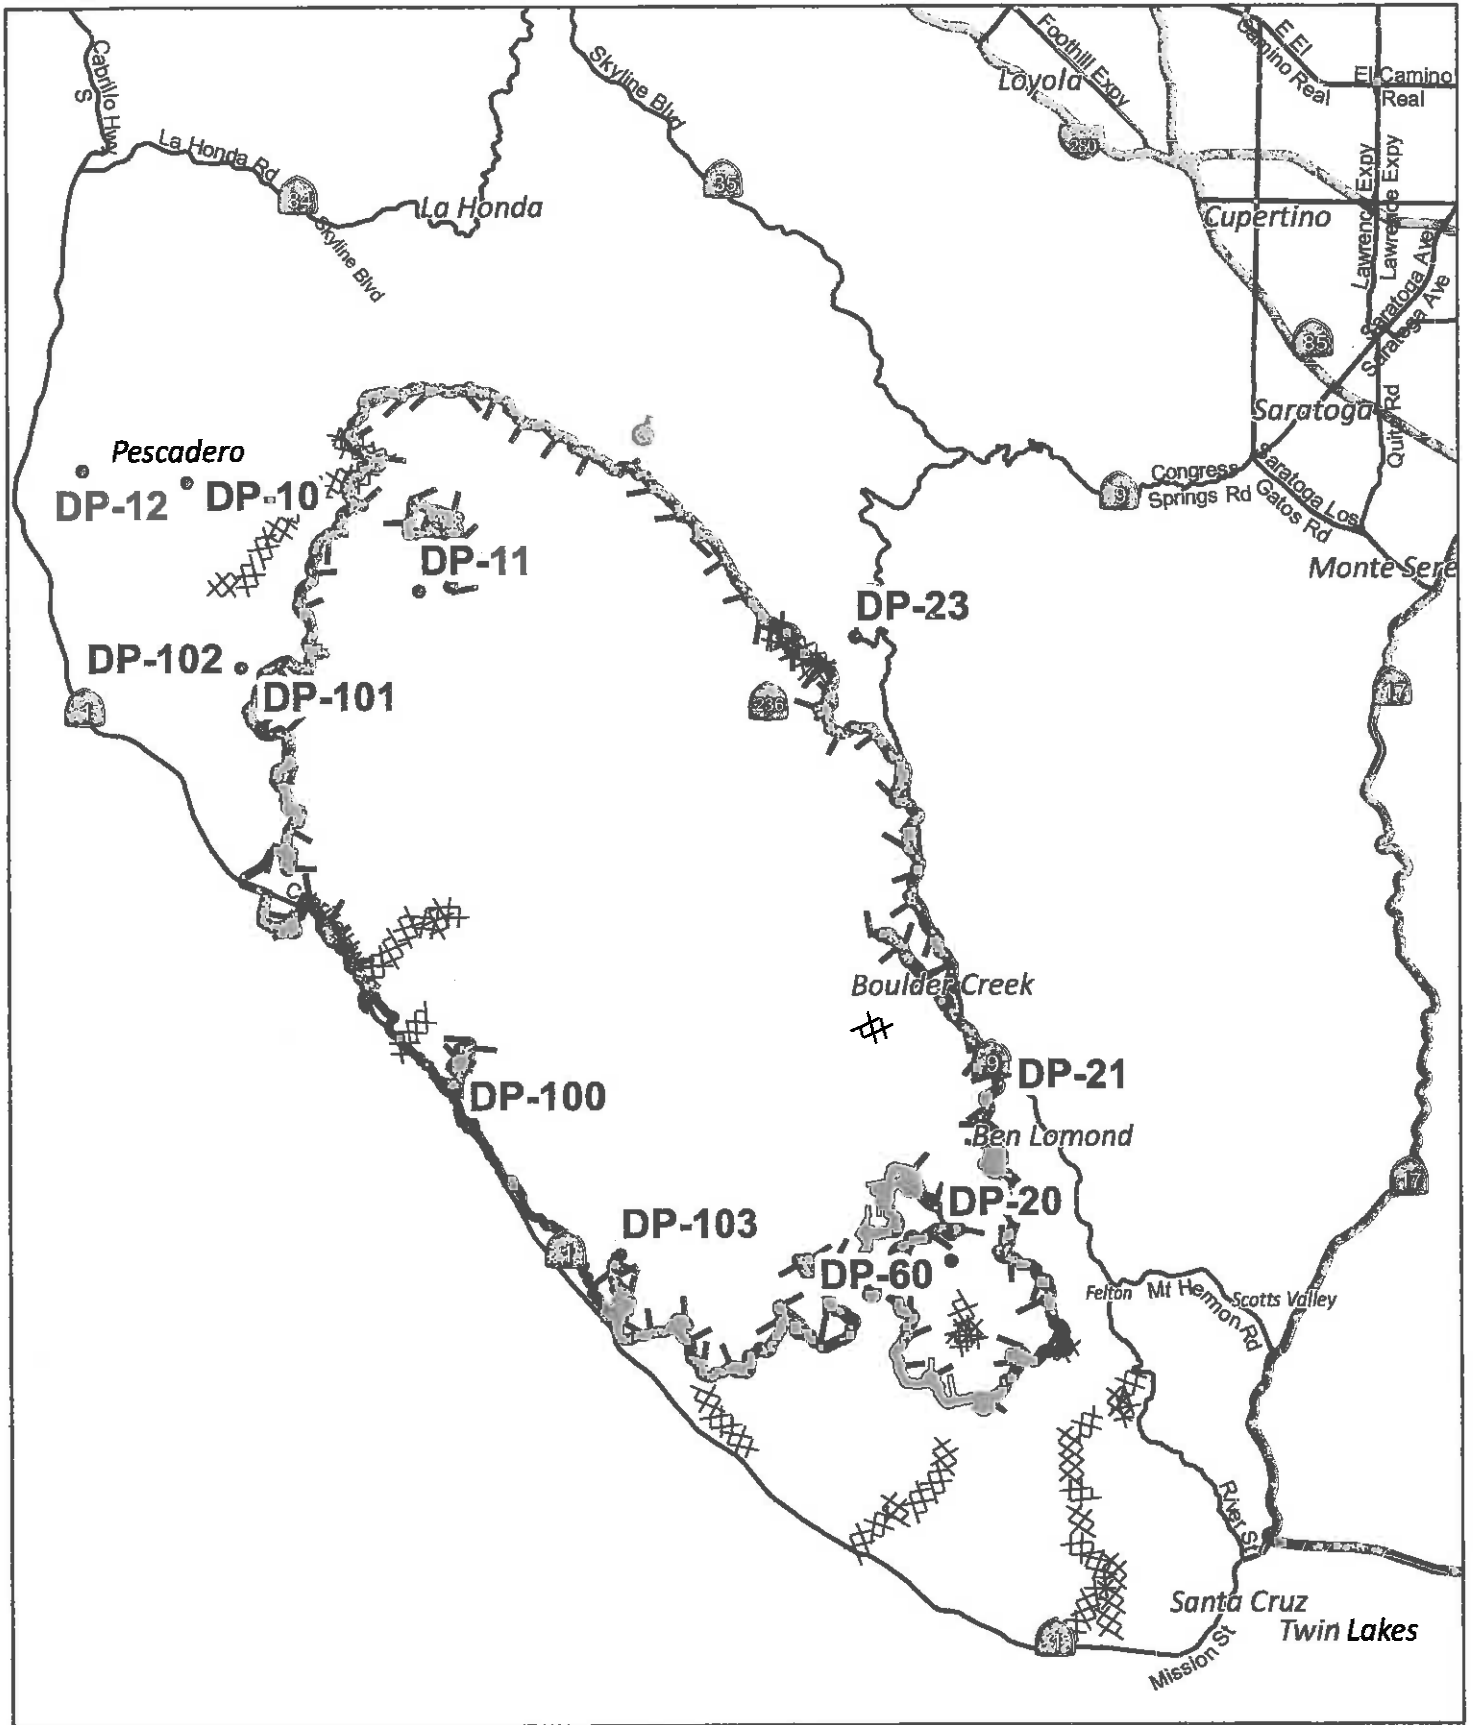 Cabrillo Hwy
S
Skyline Blvd
Foothill Expy
E El
Camino Real
El Camino
Real
Loyola
280
La Honda Rd
84
La Honda
Skyline Blvd
35
Cupertino
Lawrence Expy
Lawrence Expy
Saratoga Ave
Saratoga Ave
85
Saratoga
Quito Rd
Pescadero
DP-12
DP-10
Congress
Springs Rd
9
Saratoga Los
Gatos Rd
Monte Sere
DP-11
DP-23
DP-102
DP-101
1
236
17
C
Boulder Creek
9
DP-21
DP-100
Ben Lomond
17
DP-20
DP-103
1
DP-60
Felton
Mt Hermon Rd
Scotts Valley
River St
Santa Cruz
Twin Lakes
1
Mission St